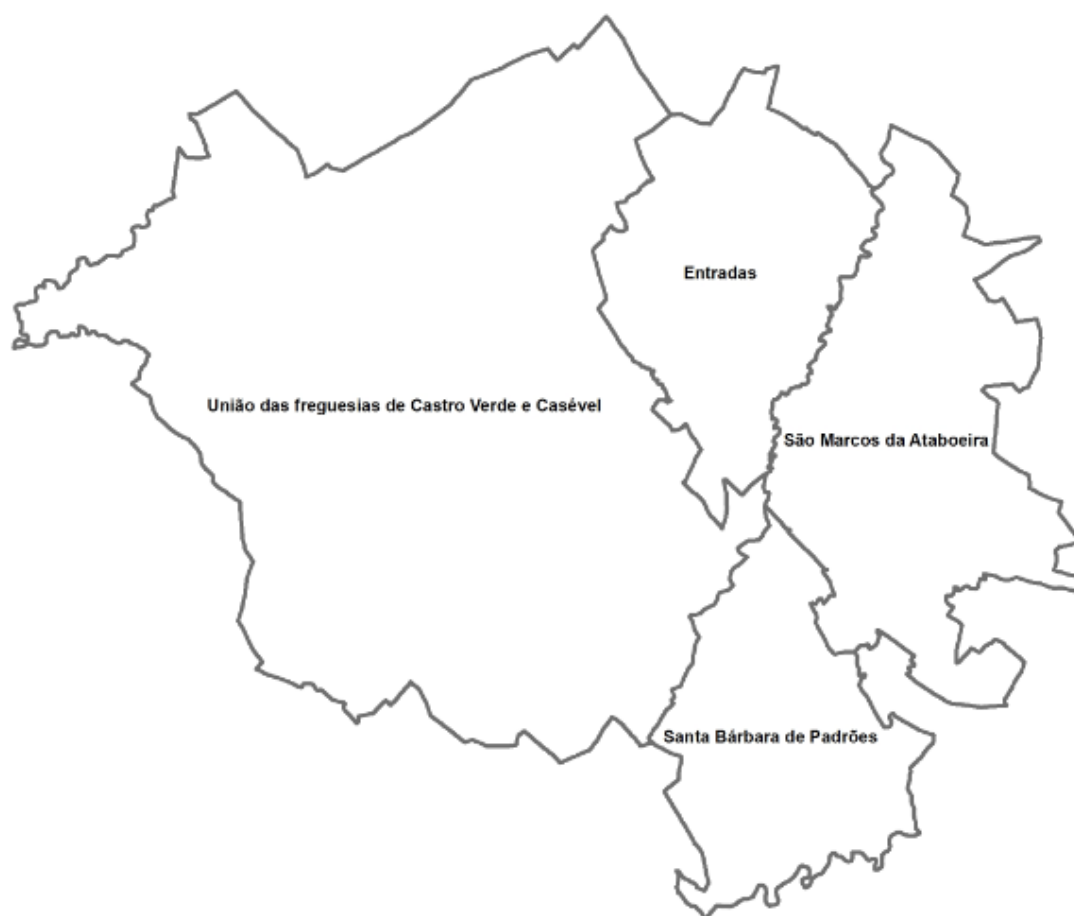 Entradas
União das freguesias de Castro Verde e Casével
São Marcos da Ataboeira
Santa Bárbara de Padrões